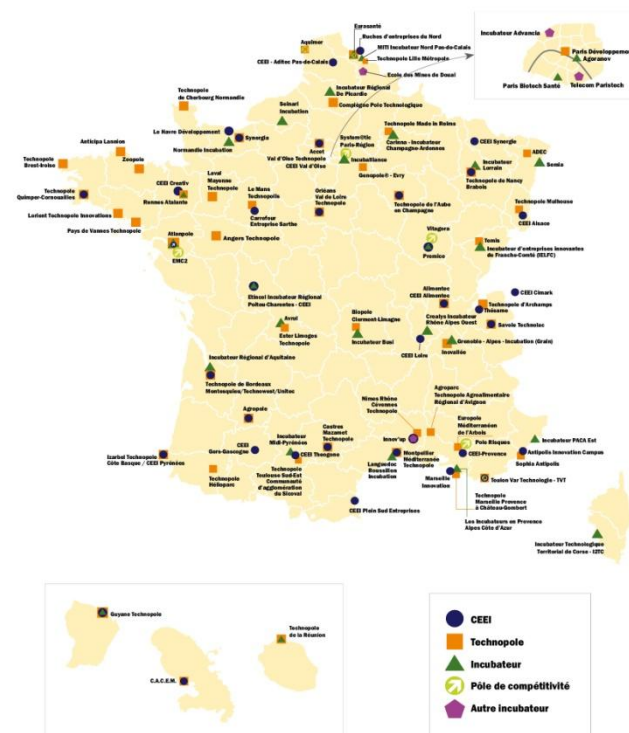 Eurasanté
Aquimer
Ruches d'entreprises du Nord
MITI Incubateur Nord Pas-de-Calais
CEEI - Aditec Pas-de-Calais
Technopole Lille Métropole
Ecole des Mines de Douai
Incubateur Advancia
Paris Développement
Agoranov
Paris Biotech Santé
Telecom Paristech
Technopole
de Cherbourg Normandie
Seinari
Incubation
Incubateur Régional
De Picardie
Compiègne Pole Technologique
Le Havre Développement
Synergia
Normandie Incubation
Accet
Val d'Oise Technopole
CEEI Val d'Oise
System@tic
Paris-Région
Incuballiance
Genopole® - Evry
Technopole Made in Reims
Carinna - Incubateur
Champagne-Ardennes
CEEI Synergie
ADEC
Incubateur
Lorrain
Semia
Technopole de Nancy
Brabois
Anticipa Lannion
Technopole
Brest-Iroise
Zoopole
Technopole
Quimper-Cornouailles
CEEI Creativ
Rennes Atalante
Laval
Mayenne
Technopole
Le Mans
Technopole
Carrefour
Entreprise Sarthe
Orléans
Val de Loire
Technopole
Technopole de l'Aube
en Champagne
Technopole Mulhouse
CEEI Alsace
Lorient Technopole Innovations
Pays de Vannes Technopole
Atlanpole
EMC2
Angers Technopole
Vitagora
Premice
Temis
Incubateur d'entreprises innovantes
de Franche-Comté (IEI.FC)
Etincel Incubateur Régional
Poitou Charentes - CEEI
Alimentec
CEEI Alimentec
CEEI Cimark
Technopole d'Archamps
Thésame
Savoie Technolac
Avrul
Ester Limoges
Technopole
Biopole
Clermont-Limagne
Incubateur Busi
Crealys Incubateur
Rhône Alpes Ouest
CEEI Loire
Grenoble - Alpes - Incubation (Grain)
Inovallée
Incubateur Régional d'Aquitaine
Technopole de Bordeaux
Montesquieu/Technowest/Unitec
Agropole
Nîmes Rhône
Cévennes
Technopole
Agroparc
Technopole Agroalimentaire
Régional d'Avignon
Europole
Méditerranéen
de l'Arbois
Pole Risques
CEEI-Provence
Innov'up
Incubateur PACA Est
Antipolis Innovation Campus
Sophia Antipolis
Izarbel Technopole
Côte Basque / CEEI Pyrénées
CEEI
Gers-Gascogne
Incubateur
Midi-Pyrénées
CEEI Théogone
Castres
Mazamet
Technopole
Technopole
Hélioparc
Technopole
Toulouse Sud-Est
Communauté
d'agglomération
du Sicoval
Languedoc
Roussillon
Incubation
Montpellier
Méditerranée
Technopole
Marseille
Innovation
Toulon Var Technologie - TVT
CEEI Plein Sud Entreprises
Technopole
Marseille Provence
à Château-Gombert
Les Incubateurs en Provence
Alpes Côte d'Azur
Incubateur Technologique
Territorial de Corse - I2TC
Guyane Technopole
C.A.C.E.M.
Technopole
de la Réunion
CEEI
Technopole
Incubateur
Pôle de compétitivité
Autre incubateur